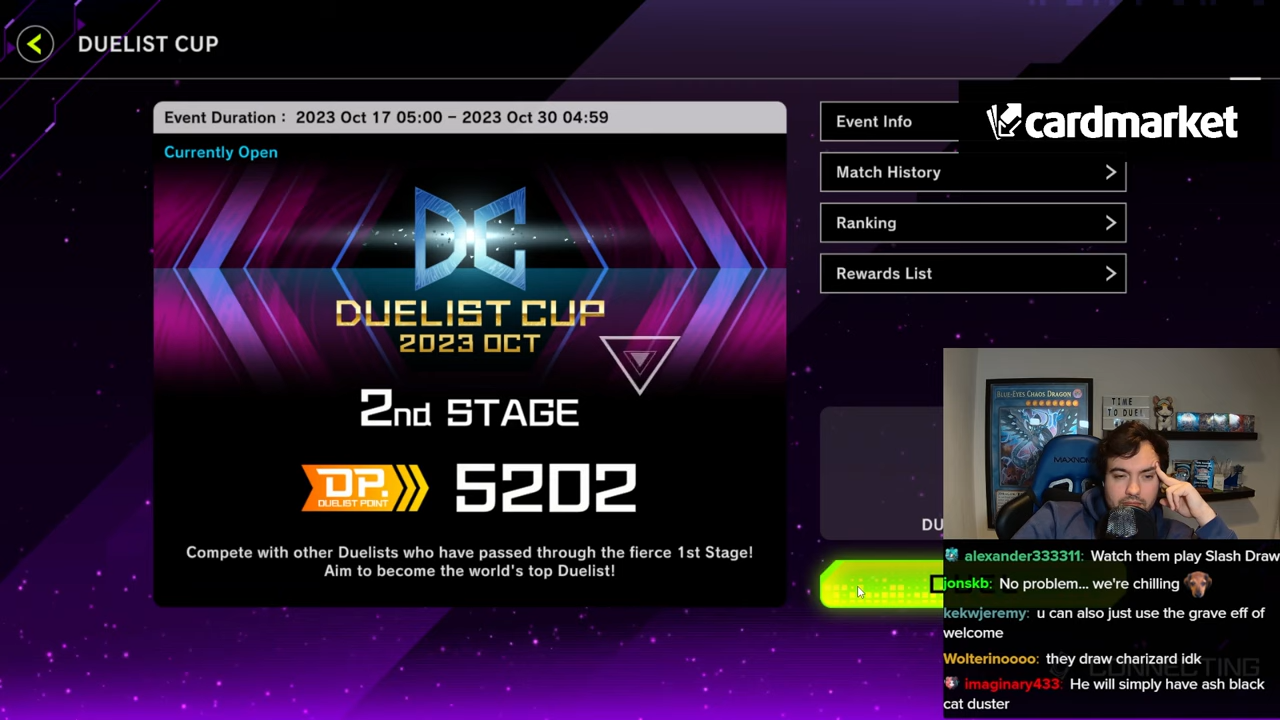 DUELIST CUP
Event Duration : 2023 Oct 17 05:00 – 2023 Oct 30 04:59
Currently Open
DC
DUELIST CUP
2023 OCT
2nd STAGE
DP.
DUELIST POINT
5202
Compete with other Duelists who have passed through the fierce 1st Stage!
Aim to become the world's top Duelist!
Event Info
cardmarket
Match History
Ranking
Rewards List
BLUE-EYES CHAOS DRAGON
TIME
TO DUEL
MAXNOM
DU
alexander333311: Watch them play Slash Draw
jonskb: No problem... we're chilling
kekwjeremy: u can also just use the grave eff of
welcome
Wolterinoooo: they draw charizard idk
CONNECTING
imaginary433: He will simply have ash black
cat duster